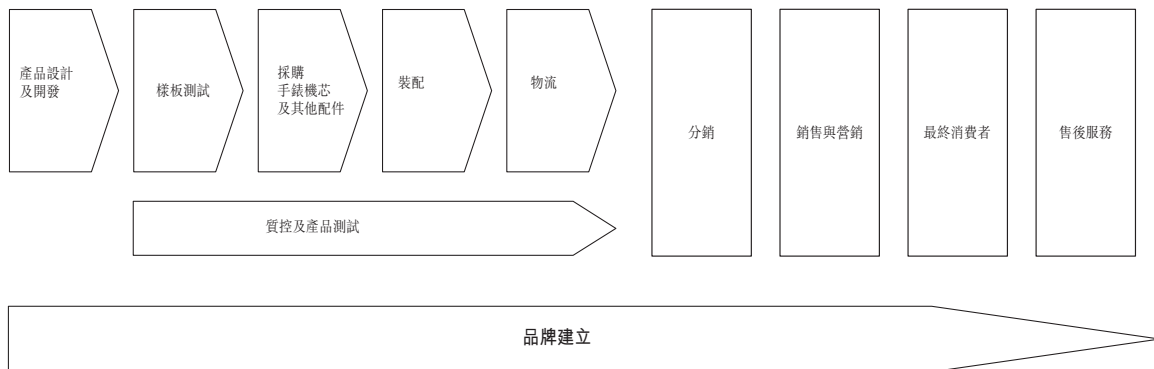 產品設計
及開發
樣板測試
採購
手錶機芯
及其他配件
裝配
物流
分銷
銷售與營銷
最終消費者
售後服務
質控及產品測試
品牌建立